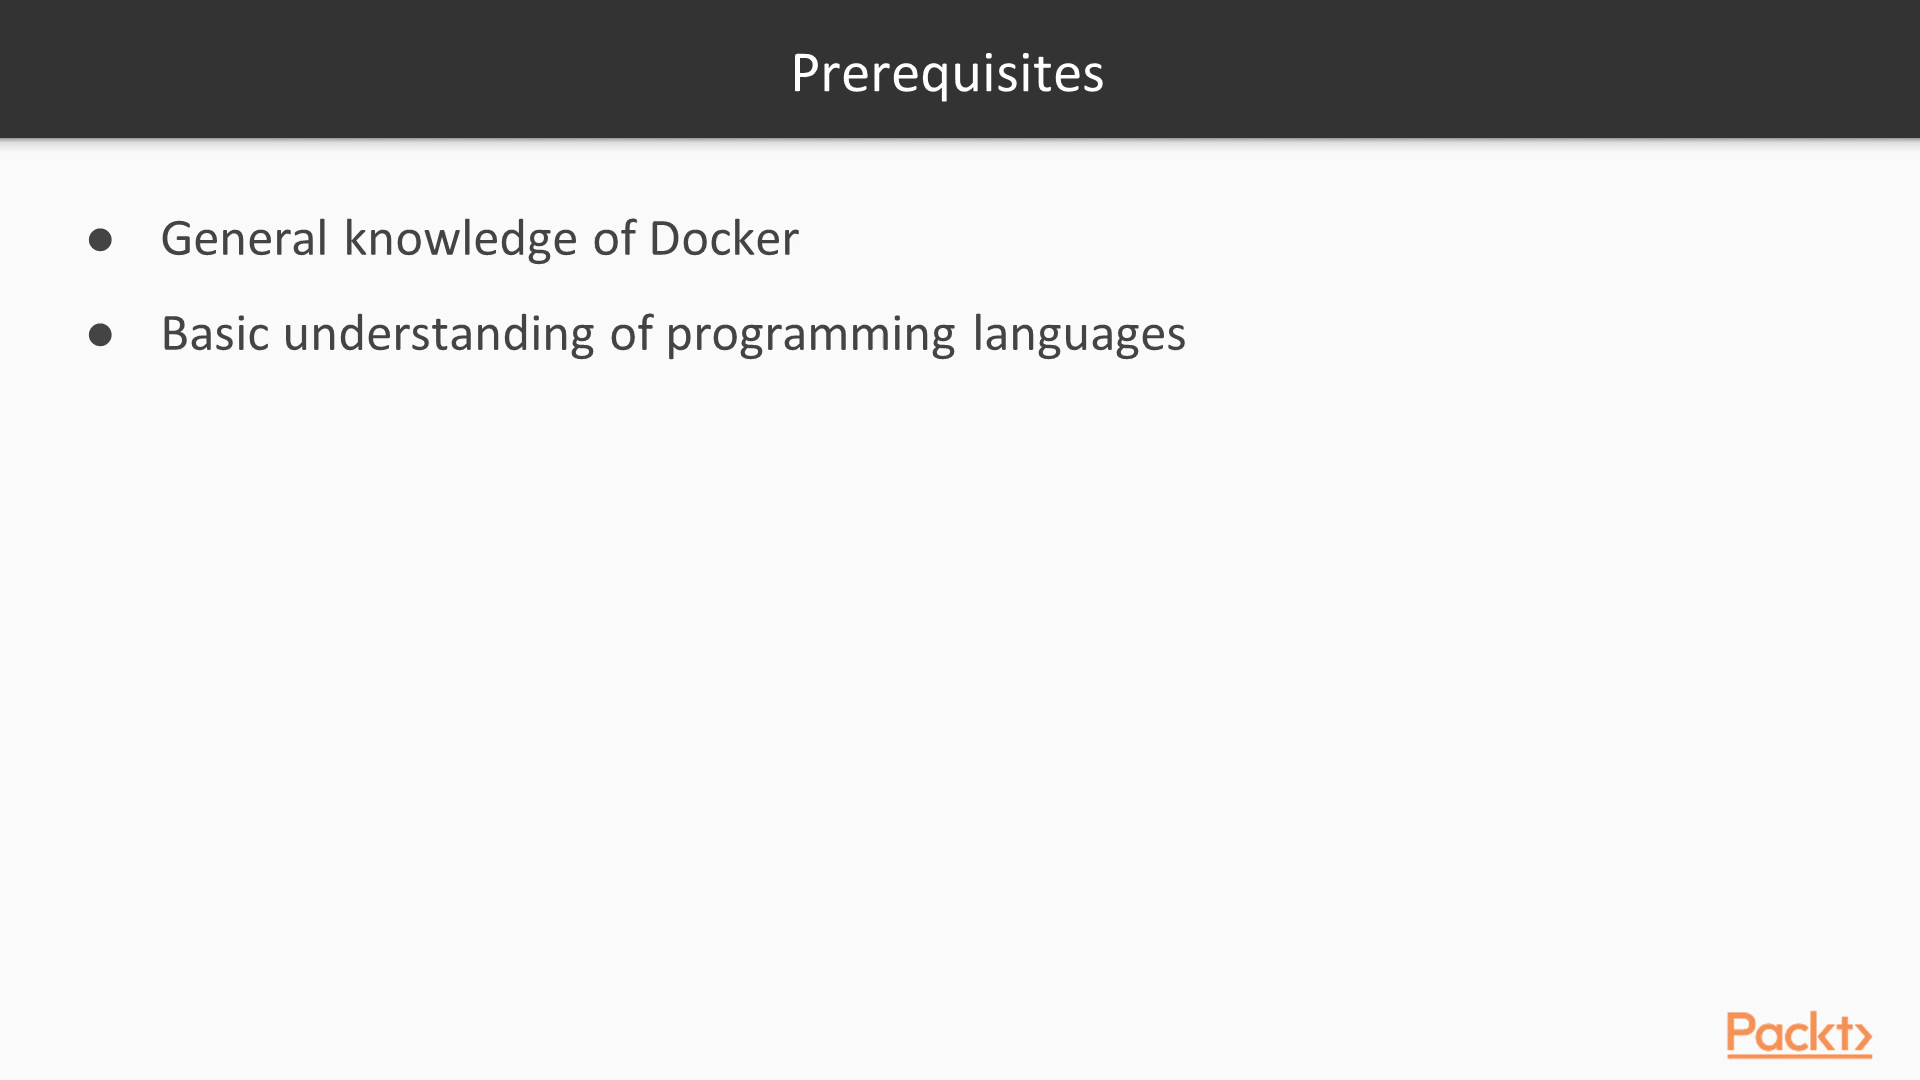 Prerequisites
● General knowledge of Docker
● Basic understanding of programming languages
Packt>